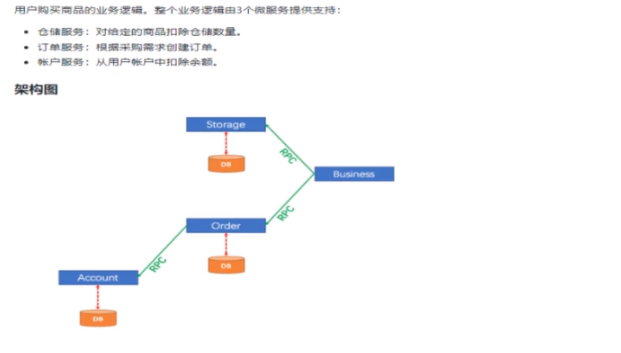 用户购买商品的业务逻辑。整个业务逻辑由3个微服务提供支持：
仓储服务：对给定的商品扣除仓储数量。
订单服务：根据采购需求创建订单。
帐户服务：从用户帐户中扣除余额。
架构图
Storage
DB
RPC
Business
RPC
Order
DB
RPC
Account
DB